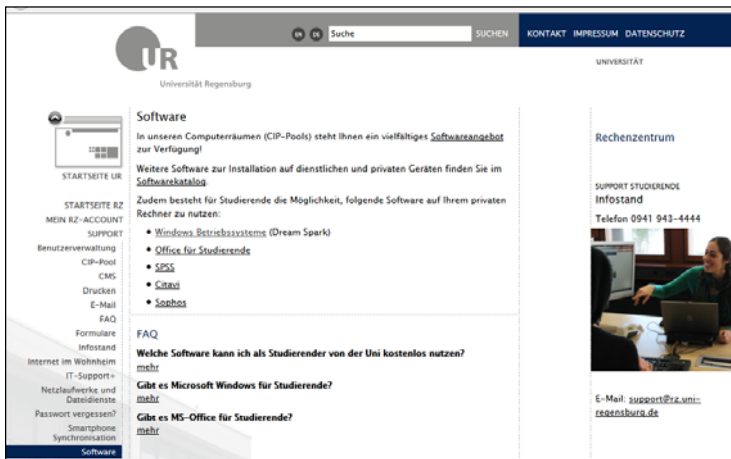 EN DE Suche SUCHEN KONTAKT IMPRESSUM DATENSCHUTZ
UR
Universität Regensburg
UNIVERSITÄT
STARTSEITE UR
STARTSEITE RZ
MEIN RZ-ACCOUNT
SUPPORT
Benutzerverwaltung
CIP-Pool
CMS
Drucken
E-Mail
FAQ
Formulare
Infostand
Internet im Wohnheim
IT-Support+
Netzlaufwerke und
Dateidienste
Passwort vergessen?
Smartphone
Synchronisation
Software
Software
In unseren Computerräumen (CIP-Pools) steht Ihnen ein vielfältiges Softwareangebot
zur Verfügung!
Weitere Software zur Installation auf dienstlichen und privaten Geräten finden Sie im
Softwarekatalog.
Zudem besteht für Studierende die Möglichkeit, folgende Software auf Ihrem privaten
Rechner zu nutzen:
• Windows Betriebssysteme (Dream Spark)
• Office für Studierende
• SPSS
• Citavi
• Sophos
FAQ
Welche Software kann ich als Studierender von der Uni kostenlos nutzen?
mehr
Gibt es Microsoft Windows für Studierende?
mehr
Gibt es MS-Office für Studierende?
mehr
Rechenzentrum
SUPPORT STUDIERENDE
Infostand
Telefon 0941 943-4444
E-Mail: support@rz.uni-
regensburg.de